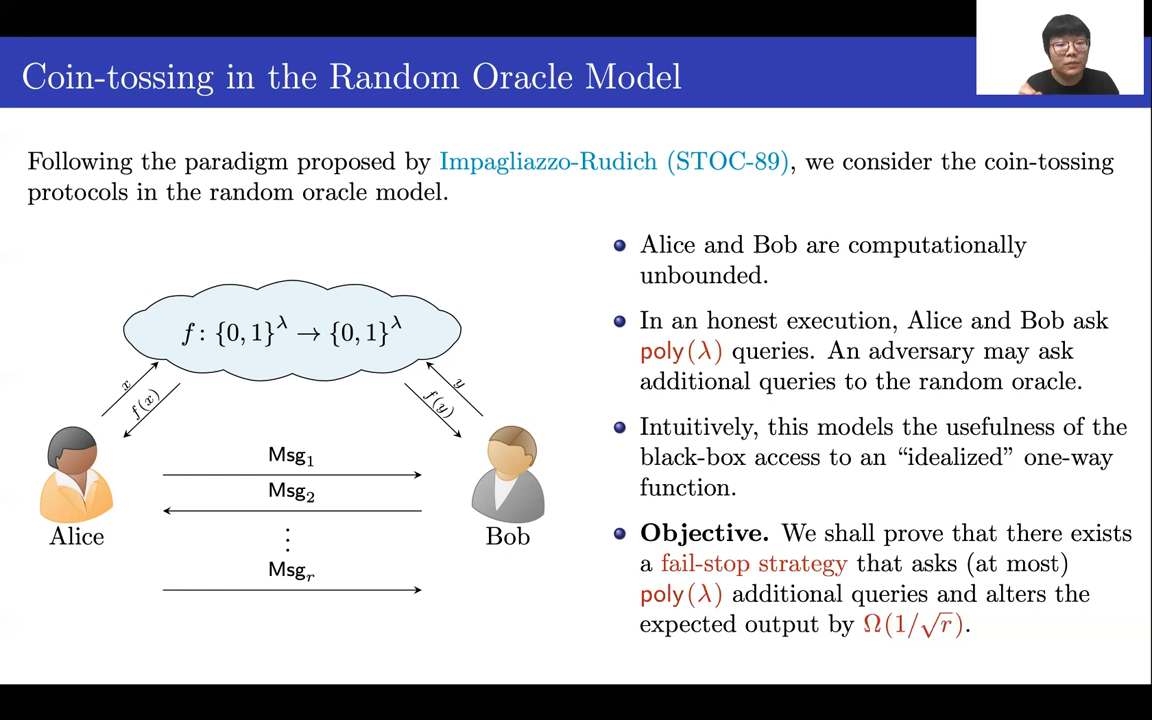 Coin-tossing in the Random Oracle Model
Following the paradigm proposed by Impagliazzo-Rudich (STOC-89), we consider the coin-tossing
protocols in the random oracle model.
f: {0, 1}^λ → {0, 1}^λ
x
f(x)
y
f(y)
Msg₁
Msg₂
⋮
Msgᵣ
Alice
Bob
Alice and Bob are computationally
unbounded.
In an honest execution, Alice and Bob ask
poly(λ) queries. An adversary may ask
additional queries to the random oracle.
Intuitively, this models the usefulness of the
black-box access to an “idealized” one-way
function.
Objective. We shall prove that there exists
a fail-stop strategy that asks (at most)
poly(λ) additional queries and alters the
expected output by Ω(1/√r).